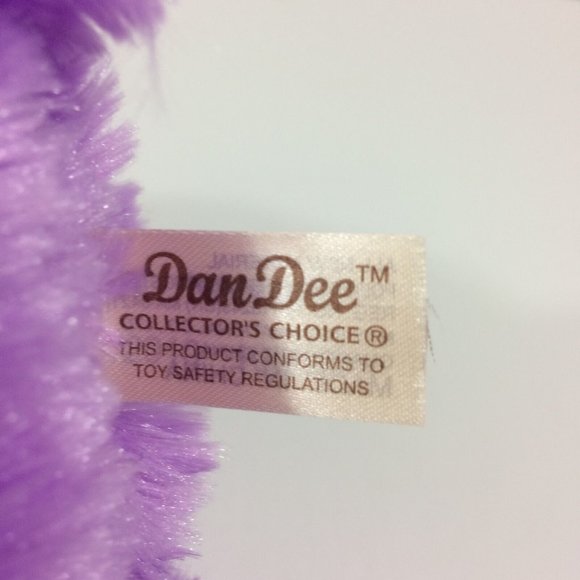 DanDee™
COLLECTOR'S CHOICE®
THIS PRODUCT CONFORMS TO
TOY SAFETY REGULATIONS